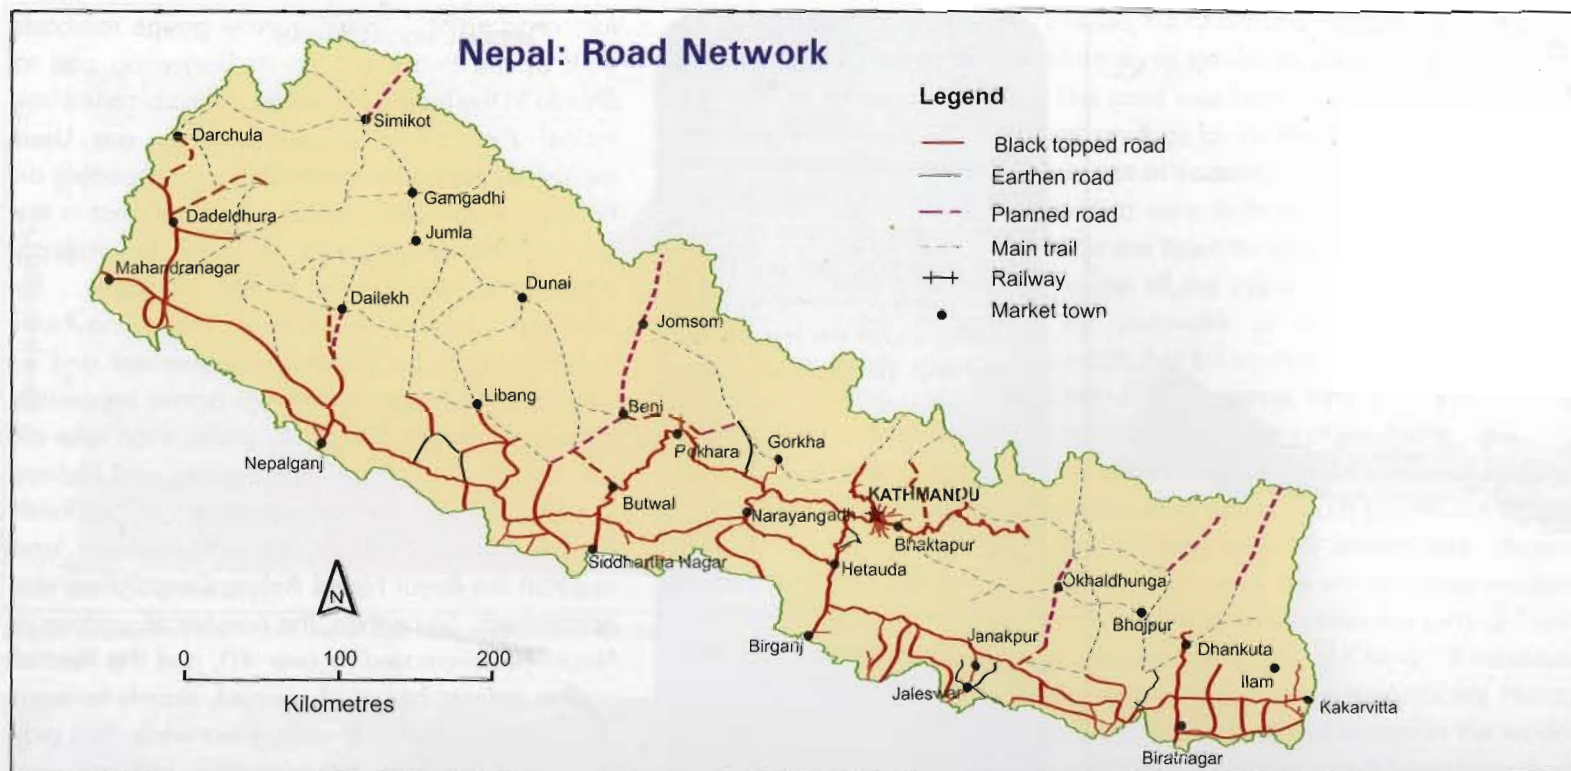 Nepal: Road Network
Legend
Black topped road
Earthen road
Planned road
Main trail
Railway
Market town
Darchula
Simikot
Gamgadhi
Dadeldhura
Jumla
Mahandranagar
Dailekh
Dunai
Jomsom
Libang
Beni
Pokhara
Gorkha
Nepalganj
Butwal
KATHMANDU
Narayangadh
Bhaktapur
Siddhartha Nagar
Hetauda
Okhaldhunga
Bhojpur
Birganj
Janakpur
Dhankuta
Ilam
Jaleswar
Kakarvitta
Biratnagar
N
0 100 200
Kilometres